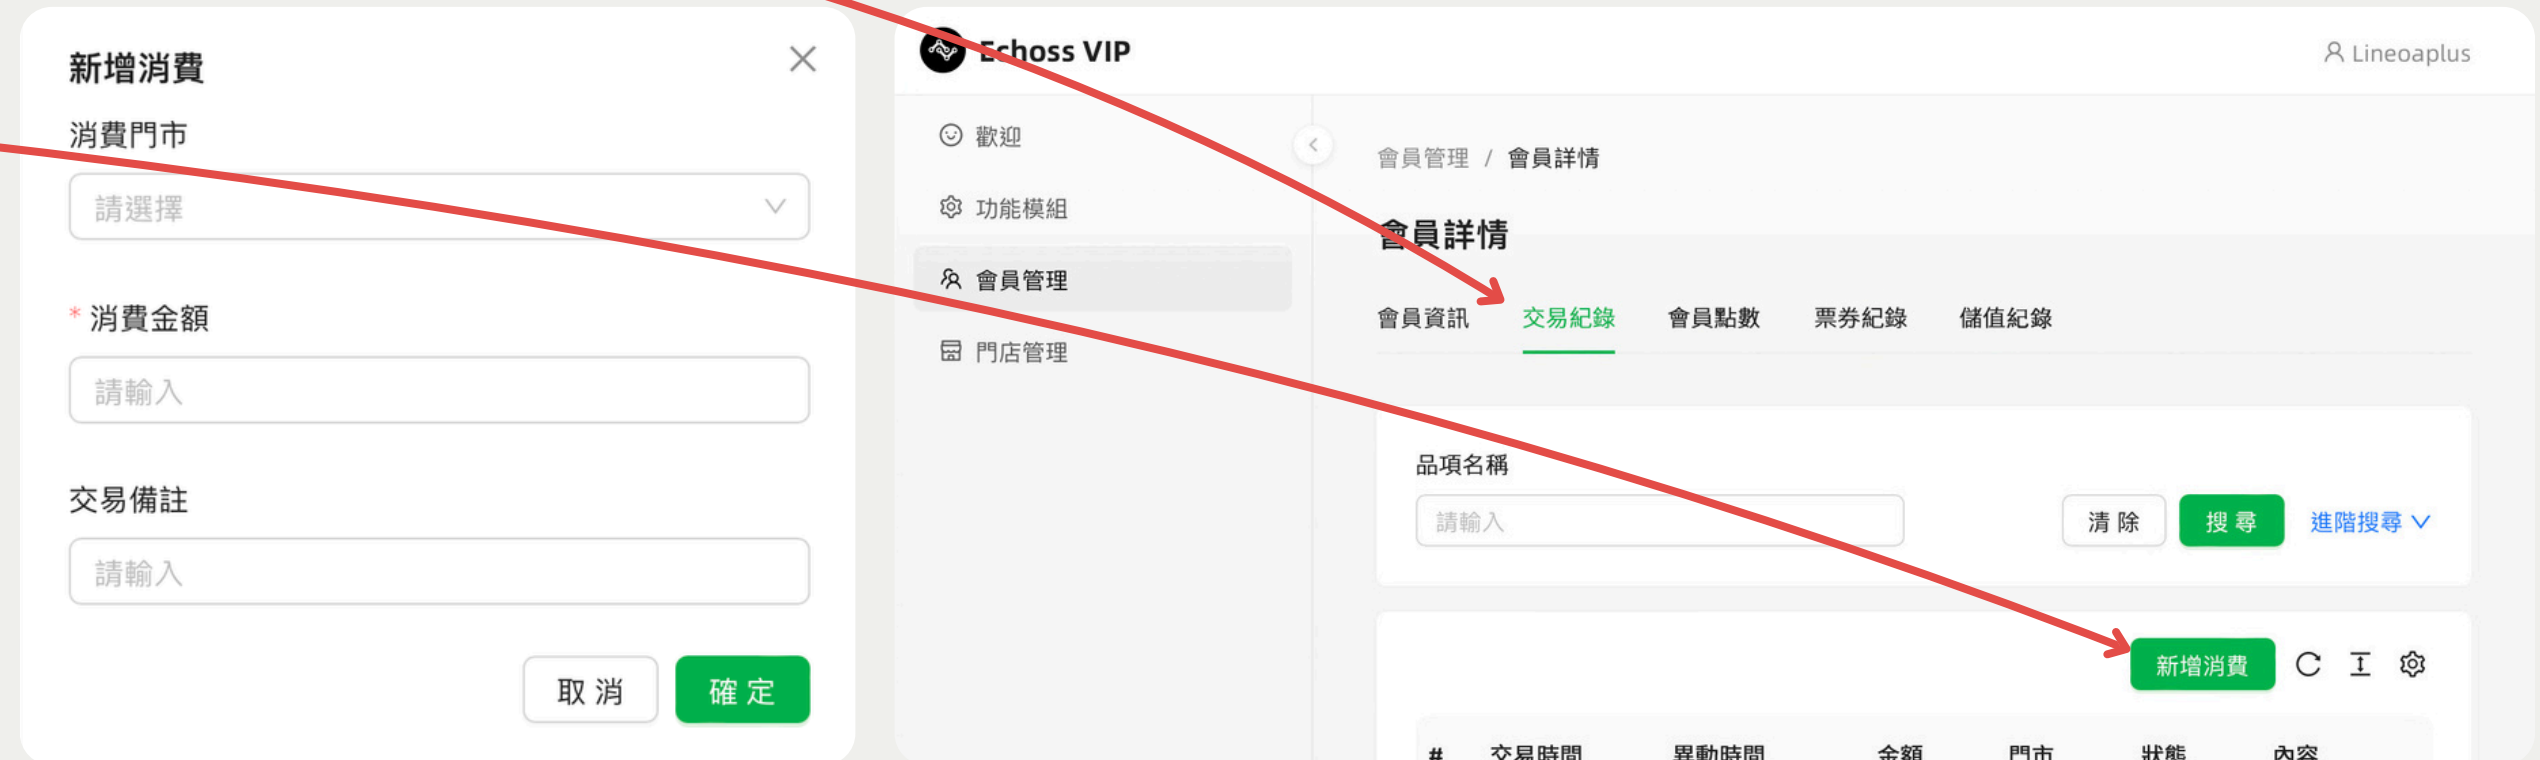 新增消費
消費門市
請選擇
* 消費金額
請輸入
交易備註
請輸入
取消
確定
Echoss VIP
Lineoaplus
歡迎
功能模組
會員管理
門店管理
會員管理 / 會員詳情
會員詳情
會員資訊 交易紀錄 會員點數 票券紀錄 儲值紀錄
品項名稱
請輸入
清除 搜尋 進階搜尋
新增消費
# 交易時間 異動時間 金額 門市 狀態 內容